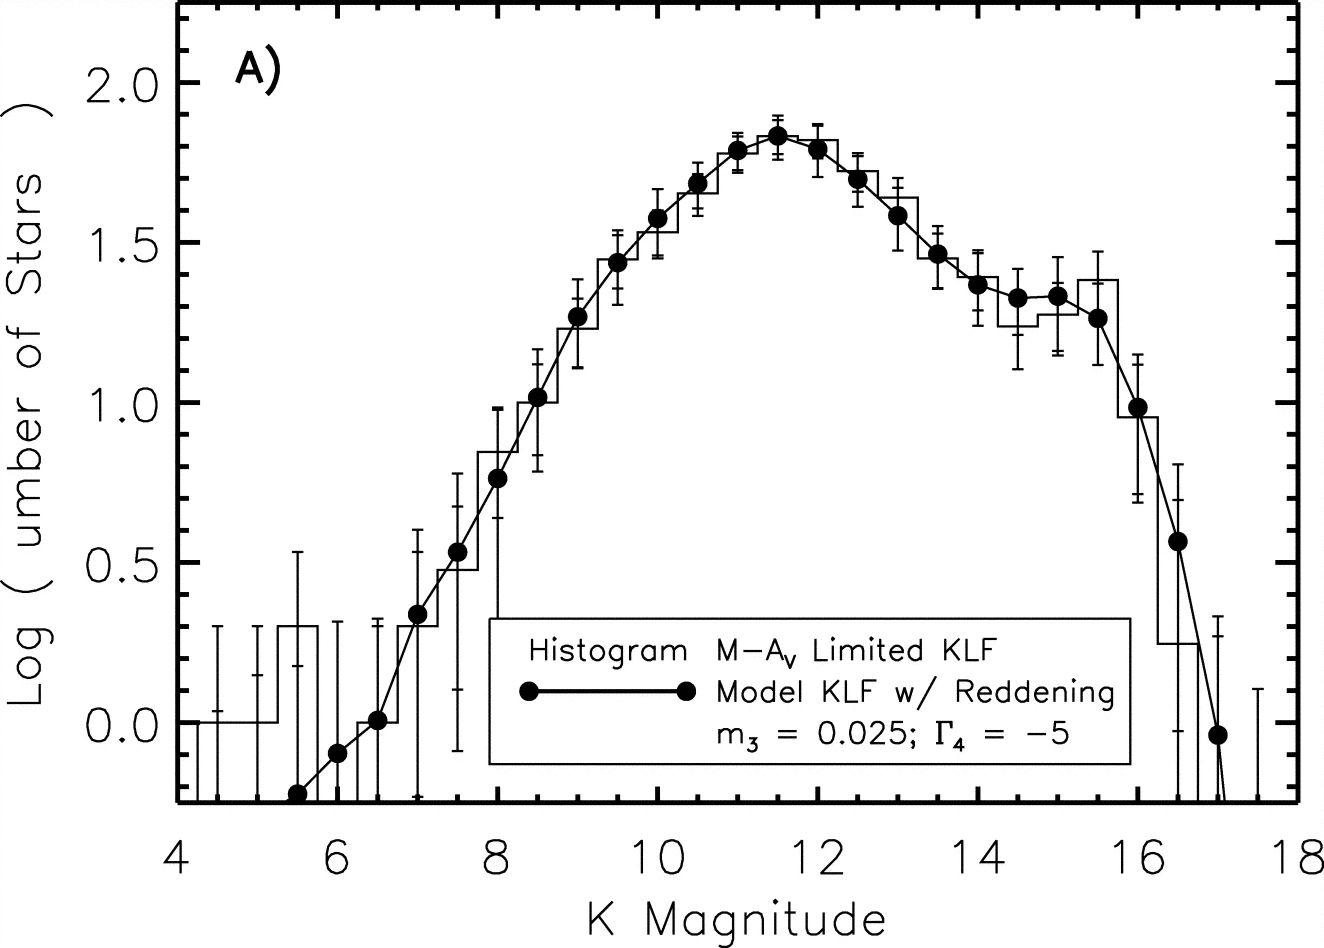 A)
2.0
1.5
1.0
0.5
0.0
Log ( umber of Stars )
Histogram M-A_V Limited KLF
Model KLF w/ Reddening
m_3 = 0.025; Γ_4 = -5
4 6 8 10 12 14 16 18
K Magnitude